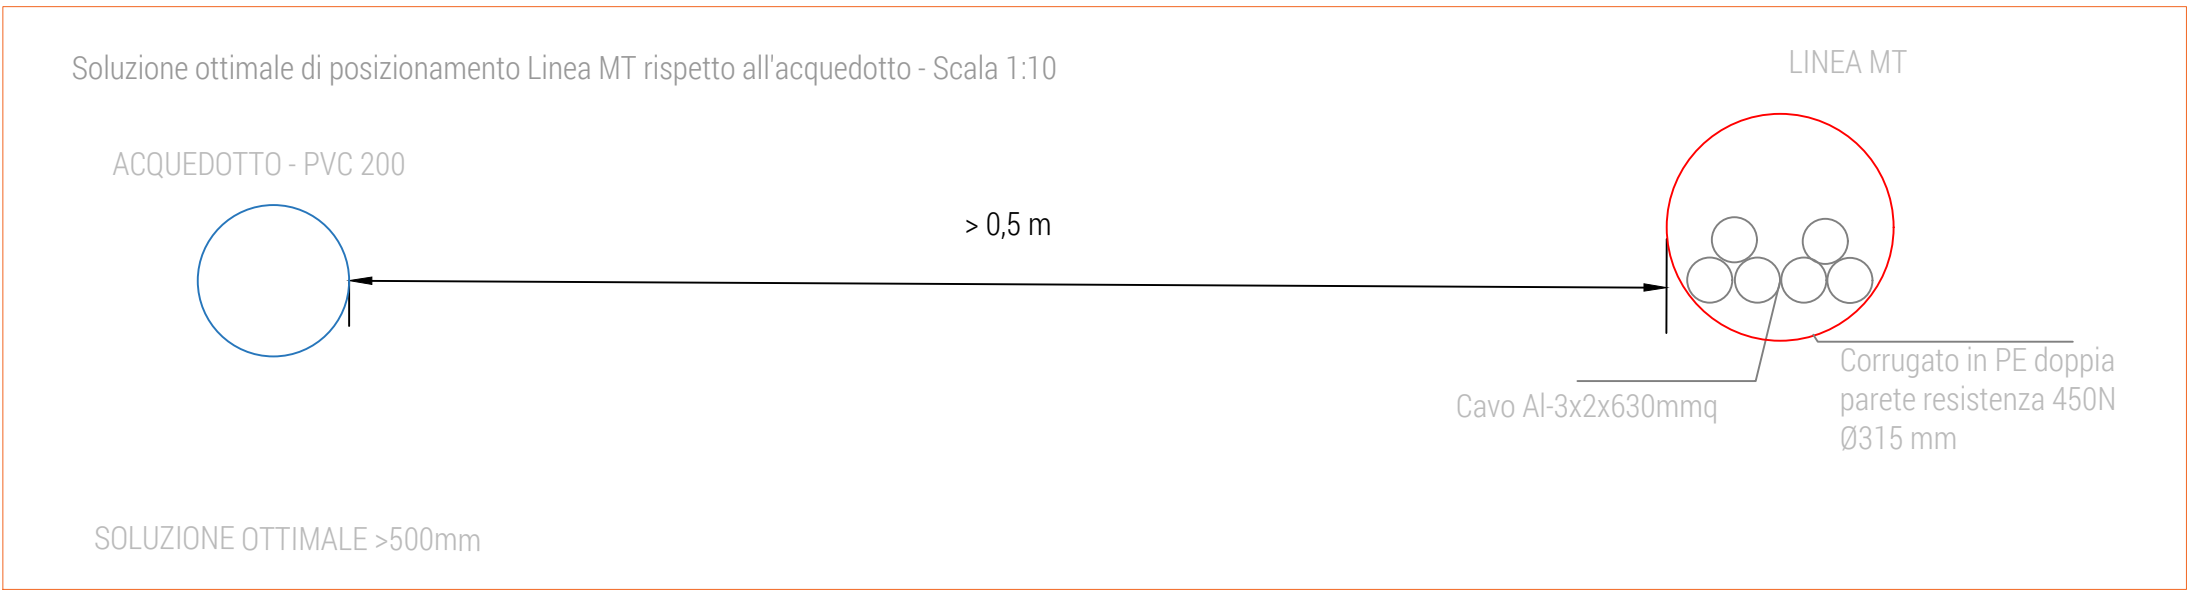 Soluzione ottimale di posizionamento Linea MT rispetto all'acquedotto - Scala 1:10
LINEA MT
ACQUEDOTTO - PVC 200
> 0,5 m
Cavo Al-3x2x630mmq
Corrugato in PE doppia
parete resistenza 450N
Ø315 mm
SOLUZIONE OTTIMALE >500mm